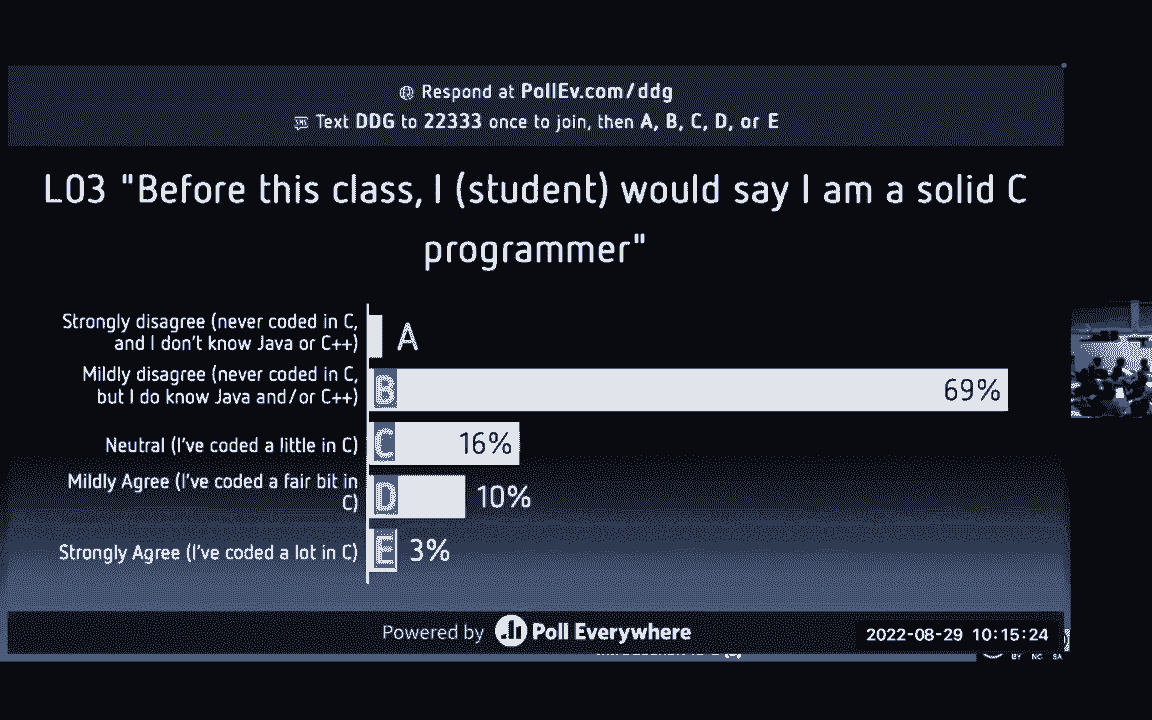 Respond at PollEv.com/ddg
SMS Text DDG to 22333 once to join, then A, B, C, D, or E
L03 "Before this class, I (student) would say I am a solid C
programmer"
Strongly disagree (never coded in C,
and I don't know Java or C++)
A
Mildly disagree (never coded in C,
but I do know Java and/or C++)
B
69%
Neutral (I've coded a little in C)
C
16%
Mildly Agree (I've coded a fair bit in
C)
D
10%
Strongly Agree (I've coded a lot in C)
E
3%
Powered by Poll Everywhere
2022-08-29 10:15:24
BY NC SA